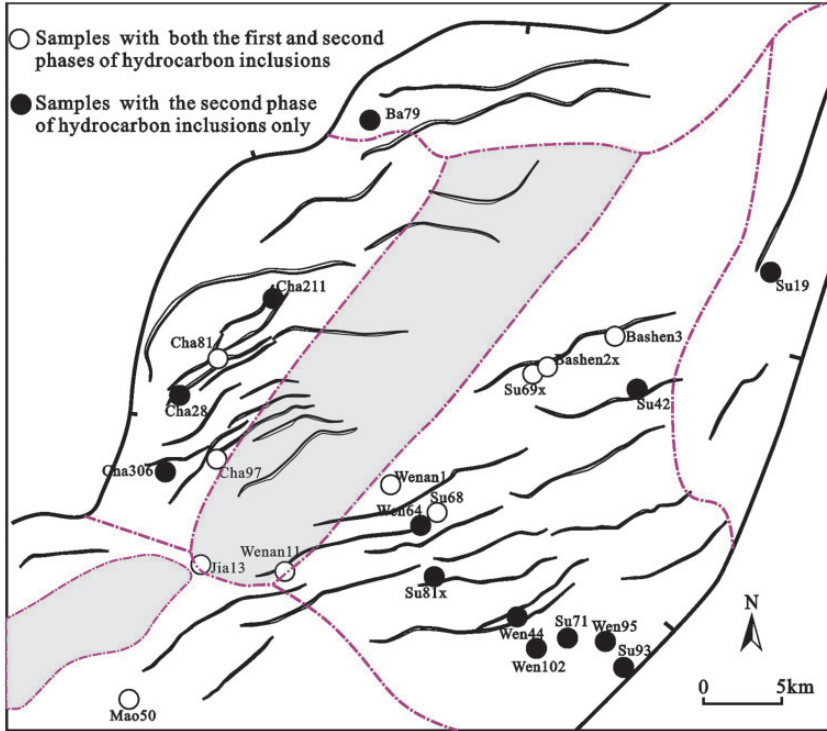 Samples with both the first and second
phases of hydrocarbon inclusions
Samples with the second phase
of hydrocarbon inclusions only
Ba79
Su19
Cha211
Cha81
Bashen3
Bashen2x
Su69x
Su42
Cha28
Cha306
Cha97
Wenan1
Su68
Wen64
Wenan11
Jia13
Su81x
Wen44
Su71
Wen95
Wen102
Su93
Mao50
N
0 5km